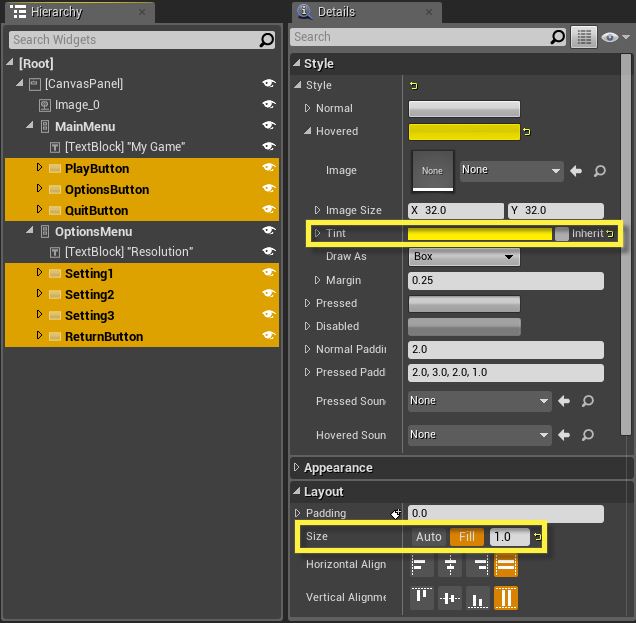 Hierarchy
Search Widgets
[Root]
[CanvasPanel]
Image_0
MainMenu
[TextBlock] "My Game"
PlayButton
OptionsButton
QuitButton
OptionsMenu
[TextBlock] "Resolution"
Setting1
Setting2
Setting3
ReturnButton
Details
Search
Style
Style
Normal
Hovered
Image
None
None
Image Size
X 32.0
Y 32.0
Tint
Inherit
Draw As
Box
Margin
0.25
Pressed
Disabled
Normal Paddin
2.0
Pressed Padd
2.0, 3.0, 2.0, 1.0
Pressed Soun
None
Hovered Soun
None
Appearance
Layout
Padding
0.0
Size
Auto
Fill
1.0
Horizontal Align
Vertical Alignme